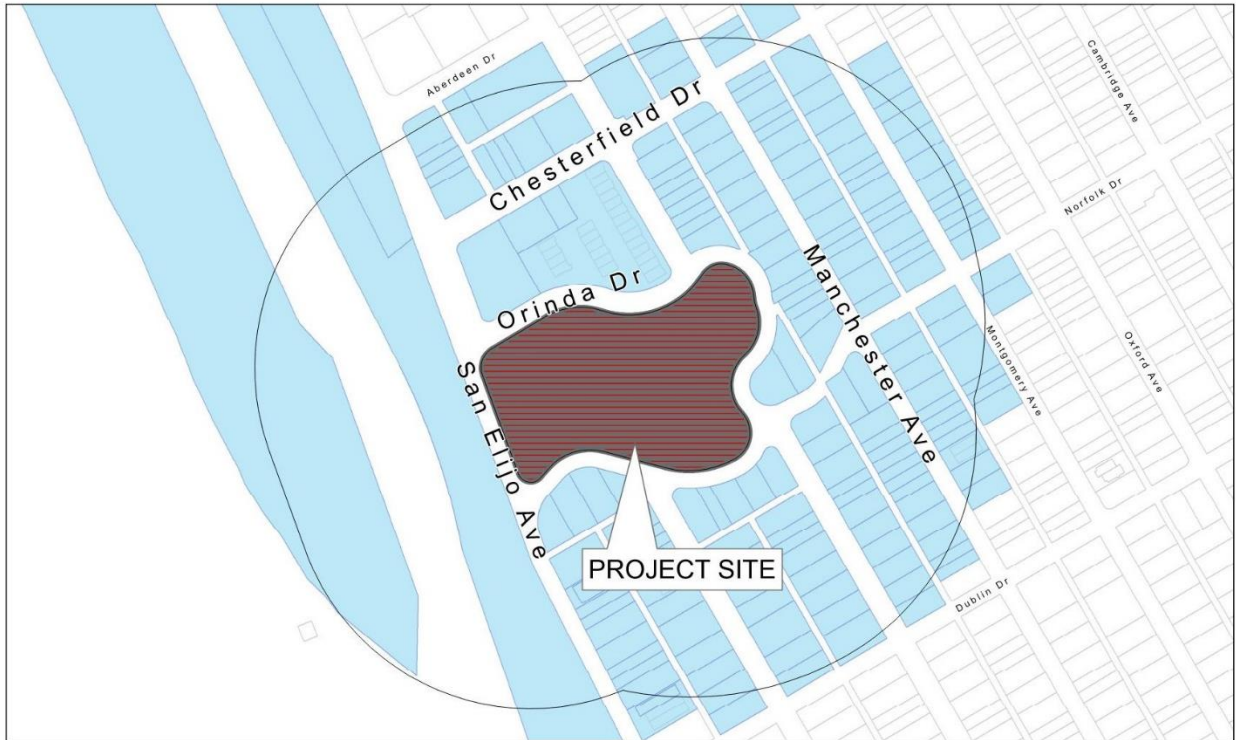 Aberdeen Dr
Cambridge Ave
Chesterfield Dr
Norfolk Dr
Orinda Dr
Manchester Ave
Montgomery Ave
Oxford Ave
San Elijo Ave
PROJECT SITE
Dublin Dr